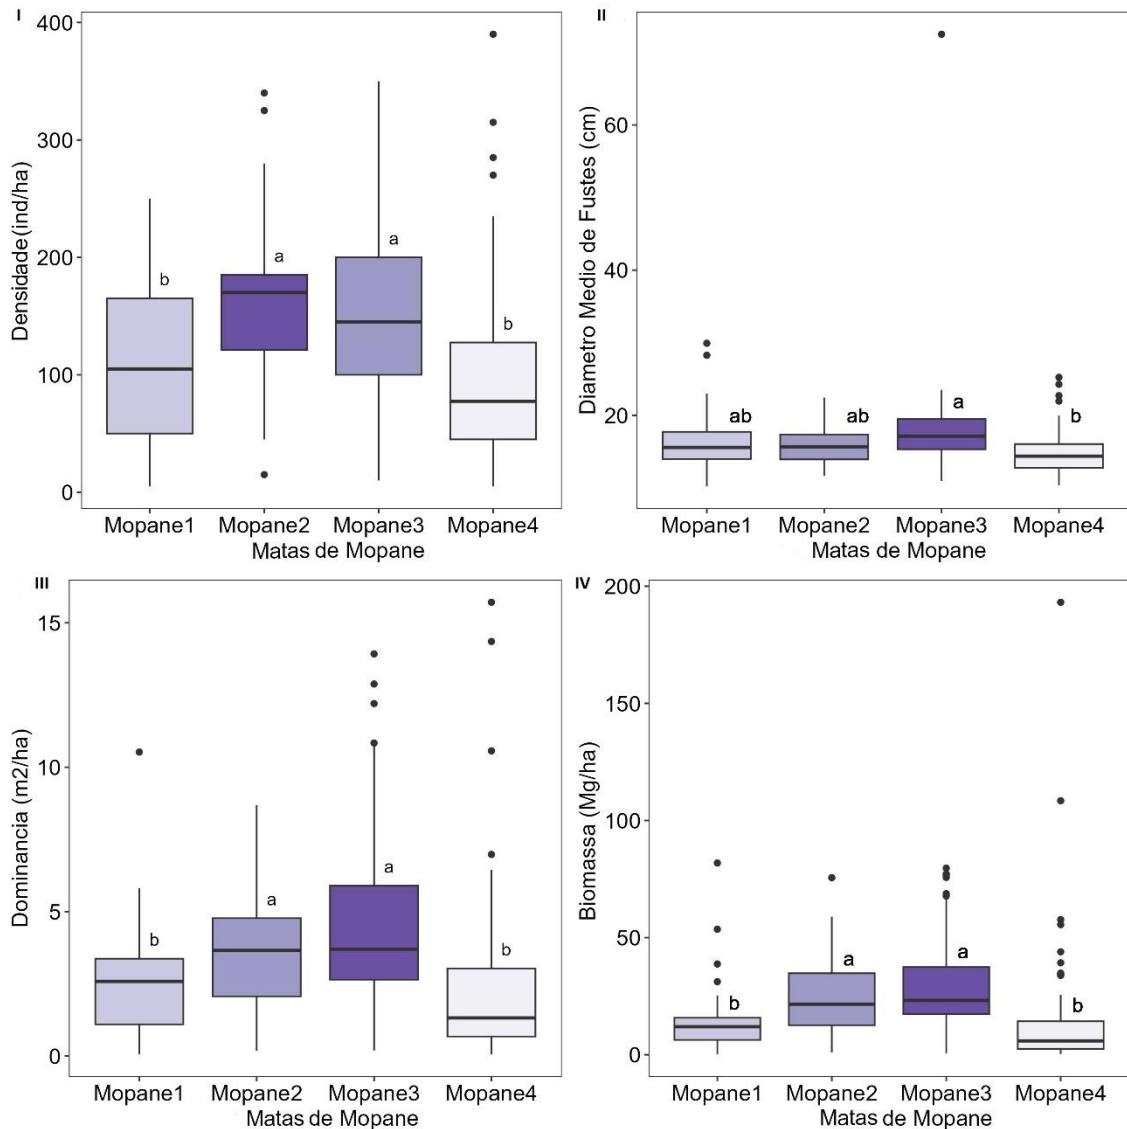 I
Densidade(ind/ha)
400
300
200
100
0
b
a
a
b
Mopane1 Mopane2 Mopane3 Mopane4
Matas de Mopane
II
Diametro Medio de Fustes (cm)
60
40
20
ab
ab
a
b
Mopane1 Mopane2 Mopane3 Mopane4
Matas de Mopane
III
Dominancia (m2/ha)
15
10
5
0
b
a
a
b
Mopane1 Mopane2 Mopane3 Mopane4
Matas de Mopane
IV
Biomassa (Mg/ha)
200
150
100
50
0
b
a
a
b
Mopane1 Mopane2 Mopane3 Mopane4
Matas de Mopane